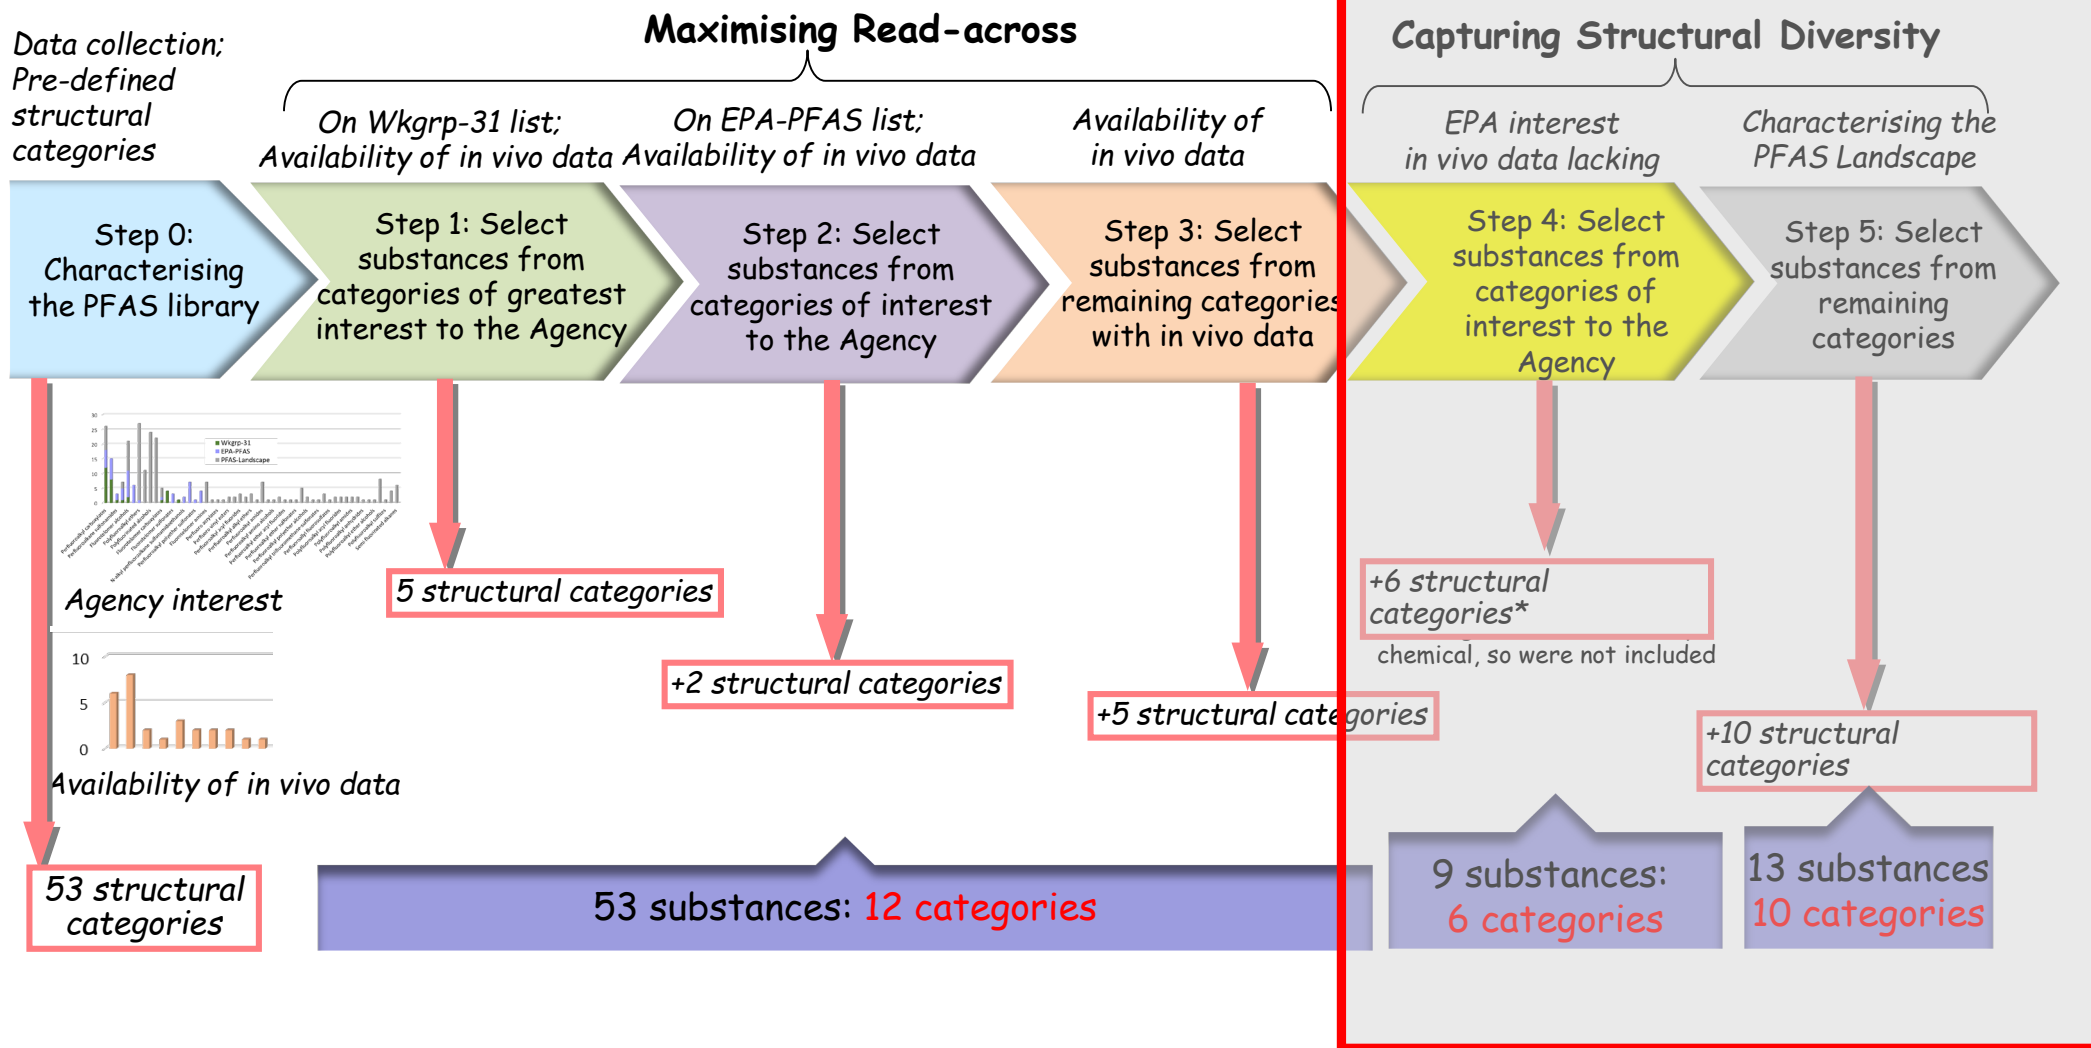 Maximising Read-across
Capturing Structural Diversity
Data collection;
Pre-defined
structural
categories
On Wkgrp-31 list;
Availability of in vivo data
On EPA-PFAS list;
Availability of in vivo data
Availability of
in vivo data
EPA interest
in vivo data lacking
Characterising the
PFAS Landscape
Step 0:
Characterising
the PFAS library
Step 1: Select
substances from
categories of greatest
interest to the Agency
Step 2: Select
substances from
categories of interest
to the Agency
Step 3: Select
substances from
remaining categories
with in vivo data
Step 4: Select
substances from
categories of
interest to the
Agency
Step 5: Select
substances from
remaining
categories
30
25
20
15
10
5
0
Wkgrp-31
EPA-PFAS
PFAS-Landscape
Agency interest
10
5
0
Availability of in vivo data
53 structural
categories
5 structural categories
+2 structural categories
+5 structural categories
+6 structural
categories*
chemical, so were not included
+10 structural
categories
53 substances: 12 categories
9 substances:
6 categories
13 substances
10 categories